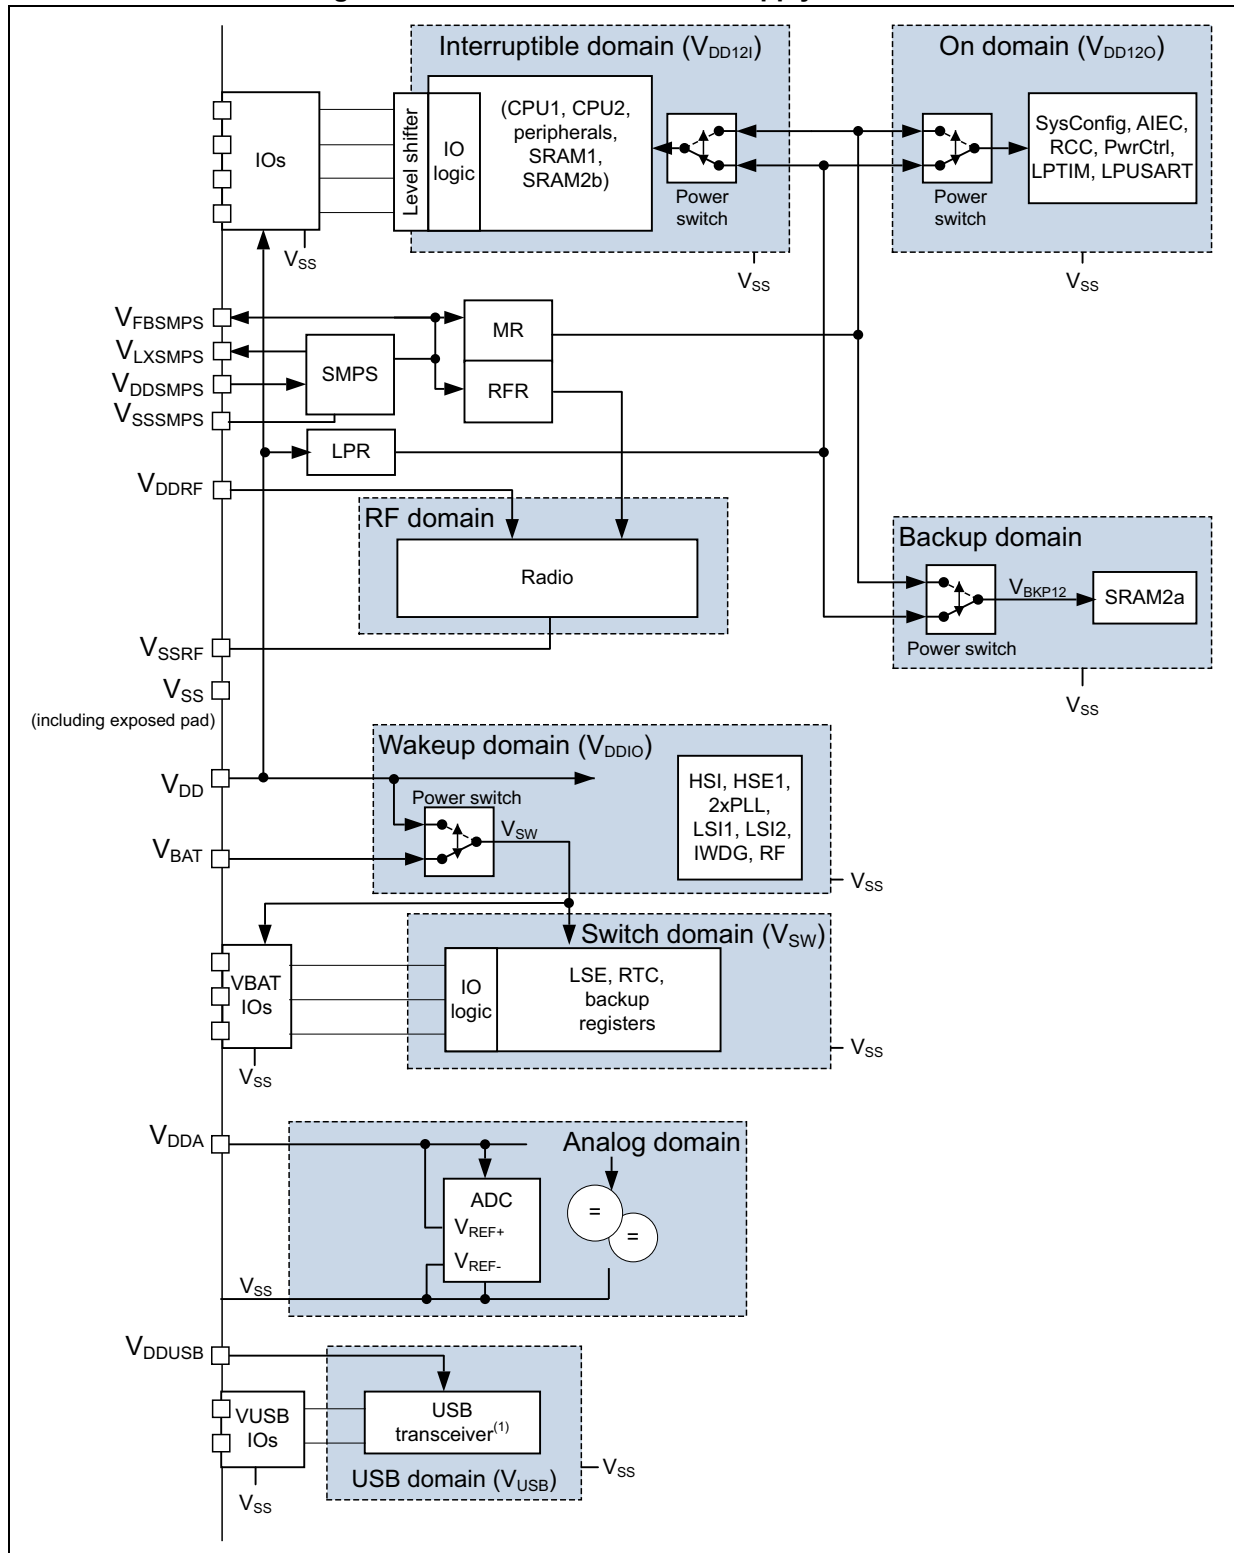 Interruptible domain (VDD12I)
On domain (VDD12O)
IOs
Level shifter
IO
logic
(CPU1, CPU2,
peripherals,
SRAM1,
SRAM2b)
Power
switch
Power
switch
SysConfig, AIEC,
RCC, PwrCtrl,
LPTIM, LPUSART
VSS
VSS
VSS
VFBSMPS
VLXSMPS
VDDSMPS
VSSSMPS
SMPS
MR
RFR
LPR
VDDRF
RF domain
Radio
VSSRF
Backup domain
VBKP12
SRAM2a
Power switch
VSS
VSS
(including exposed pad)
Wakeup domain (VDDIO)
VDD
Power switch
VSW
VBAT
HSI, HSE1,
2xPLL,
LSI1, LSI2,
IWDG, RF
VSS
Switch domain (VSW)
VBAT
IOs
IO
logic
LSE, RTC,
backup
registers
VSS
VSS
VDDA
Analog domain
ADC
VREF+
VREF-
=
=
VSS
VDDUSB
VUSB
IOs
USB
transceiver(1)
USB domain (VUSB)
VSS
VSS